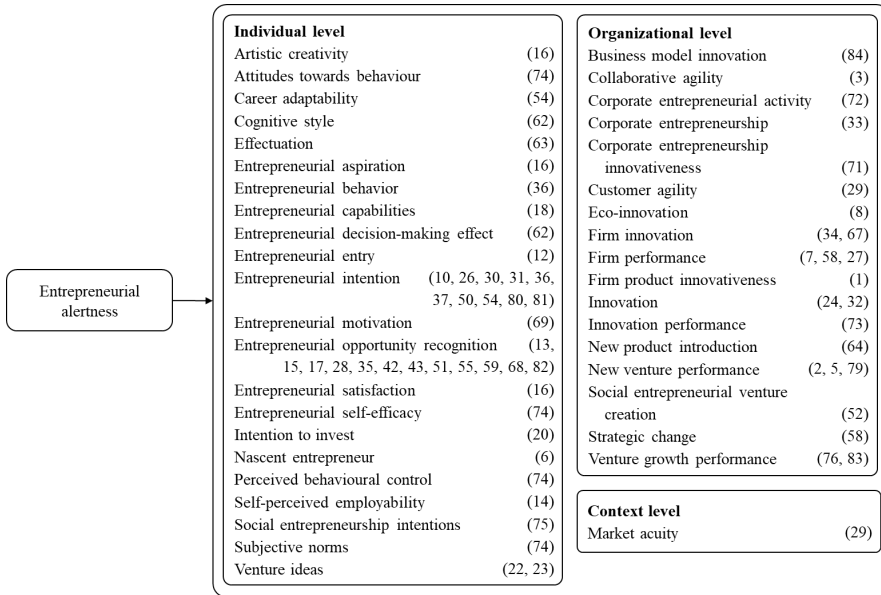 Entrepreneurial
alertness
Individual level
Artistic creativity (16)
Attitudes towards behaviour (74)
Career adaptability (54)
Cognitive style (62)
Effectuation (63)
Entrepreneurial aspiration (16)
Entrepreneurial behavior (36)
Entrepreneurial capabilities (18)
Entrepreneurial decision-making effect (62)
Entrepreneurial entry (12)
Entrepreneurial intention (10, 26, 30, 31, 36,
37, 50, 54, 80, 81)
Entrepreneurial motivation (69)
Entrepreneurial opportunity recognition (13,
15, 17, 28, 35, 42, 43, 51, 55, 59, 68, 82)
Entrepreneurial satisfaction (16)
Entrepreneurial self-efficacy (74)
Intention to invest (20)
Nascent entrepreneur (6)
Perceived behavioural control (74)
Self-perceived employability (14)
Social entrepreneurship intentions (75)
Subjective norms (74)
Venture ideas (22, 23)
Organizational level
Business model innovation (84)
Collaborative agility (3)
Corporate entrepreneurial activity (72)
Corporate entrepreneurship (33)
Corporate entrepreneurship
innovativeness (71)
Customer agility (29)
Eco-innovation (8)
Firm innovation (34, 67)
Firm performance (7, 58, 27)
Firm product innovativeness (1)
Innovation (24, 32)
Innovation performance (73)
New product introduction (64)
New venture performance (2, 5, 79)
Social entrepreneurial venture
creation (52)
Strategic change (58)
Venture growth performance (76, 83)
Context level
Market acuity (29)